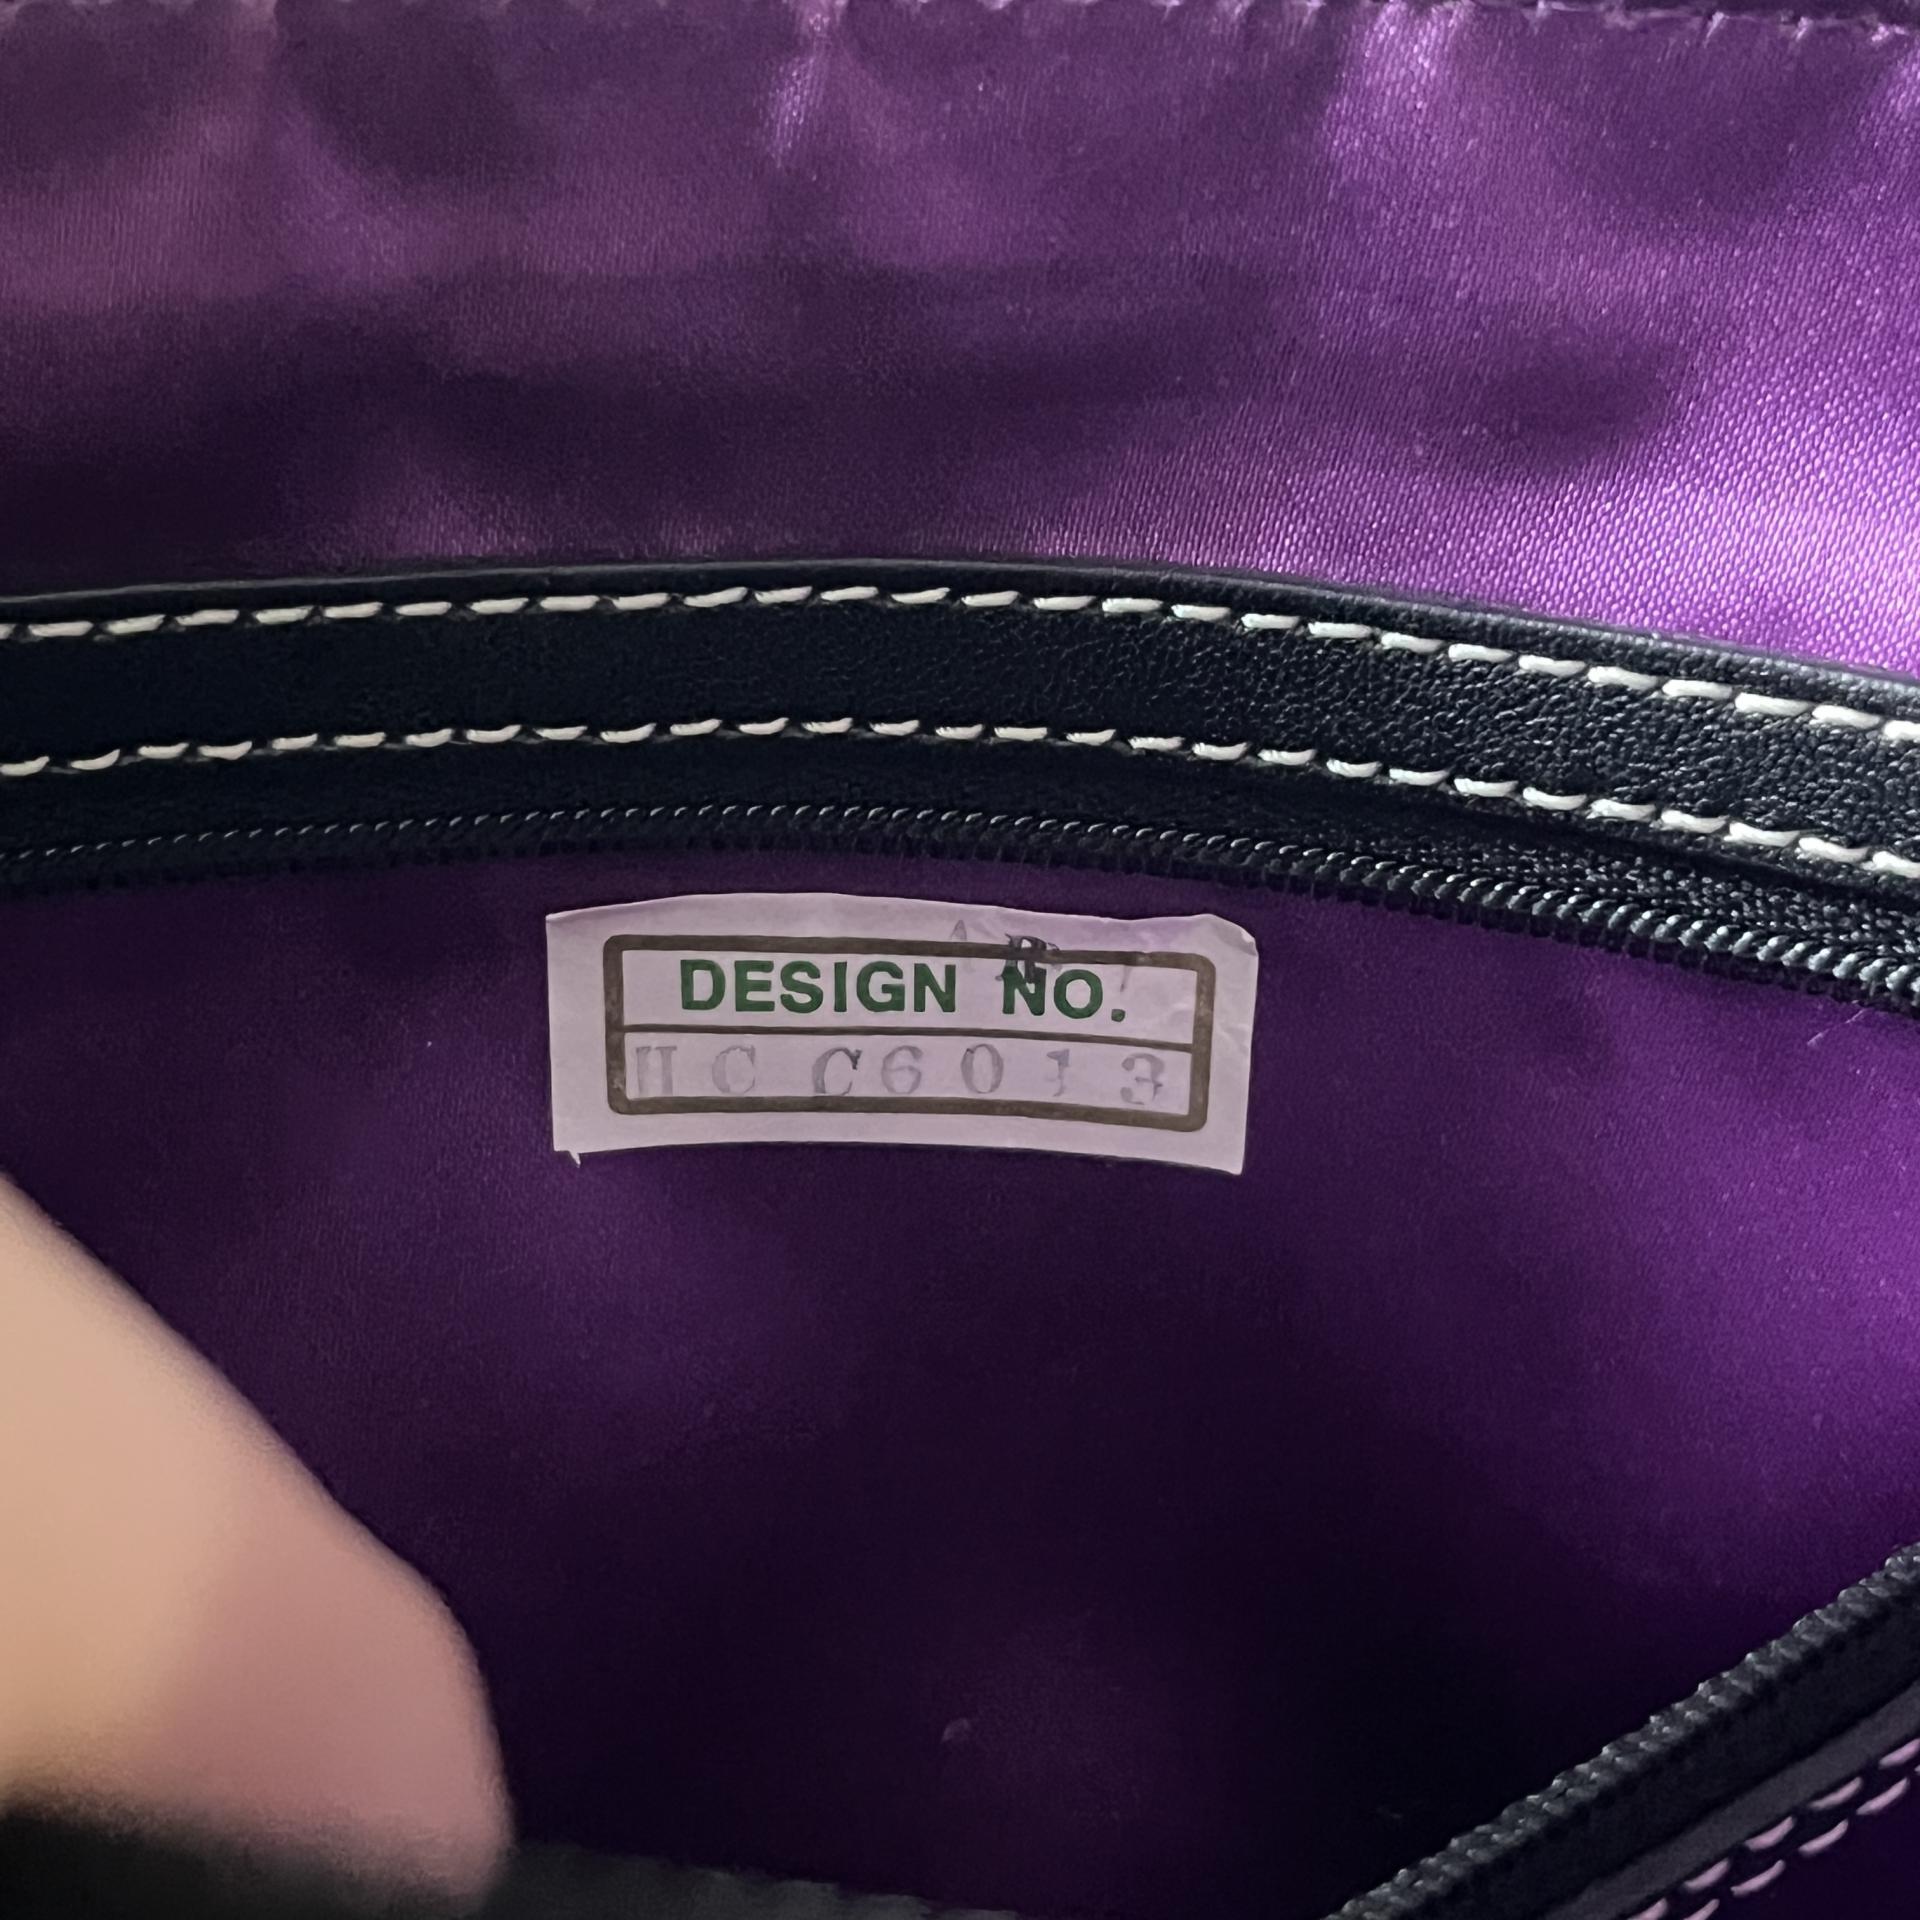 DESIGN NO.
HC C6013